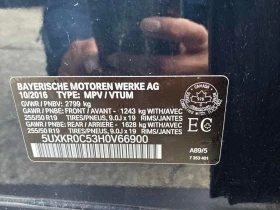 BAYERISCHE MOTOREN WERKE AG
10/2016 TYPE: MPV / VTUM
GVWR / PNBV: 2799 kg
GAWR / PNBE: FRONT / AVANT - 1243 kg WITH/AVEC
255/50 R19 TIRES/PNEUS, 9.0J x 19 RIMS/JANTES
GAWR / PNBE: REAR / ARRIERE - 1628 kg WITH/AVEC
255/50 R19 TIRES/PNEUS, 9.0J x 19 RIMS/JANTES
EC
5UXKR0C53H0V66900
A89/5